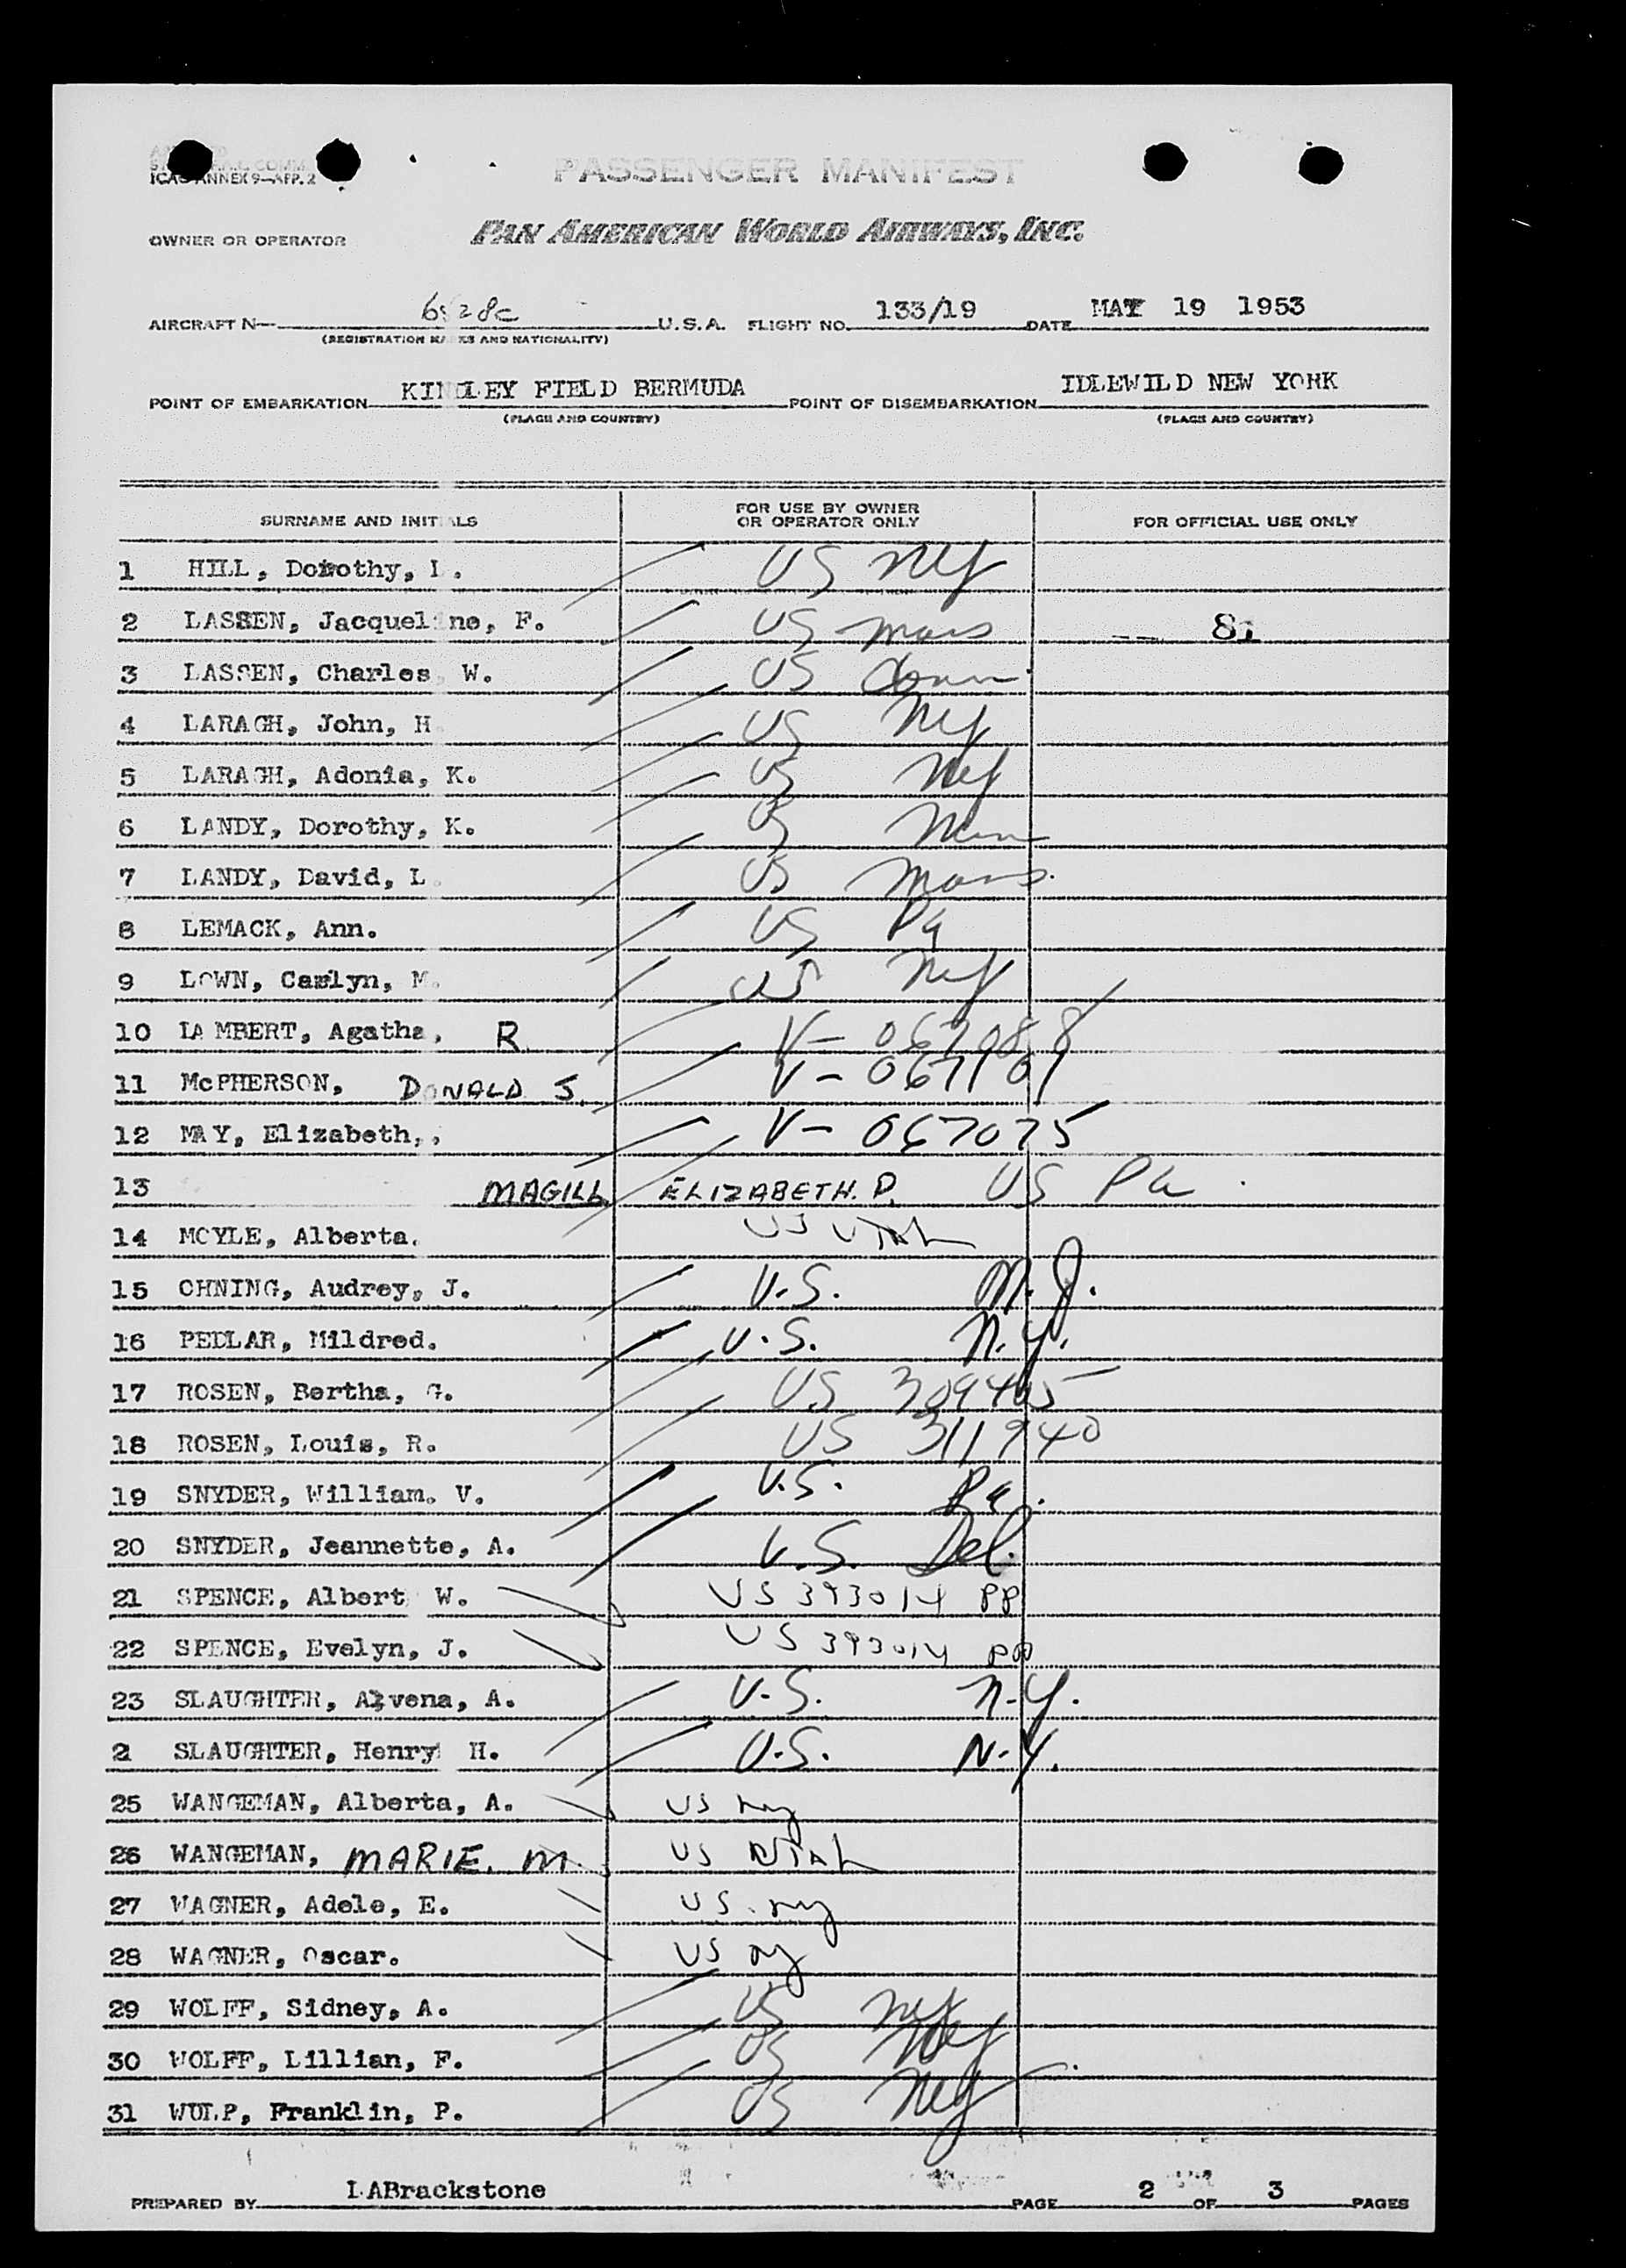 ICAO ANNEX 9—APP. 2
PASSENGER MANIFEST
OWNER OR OPERATOR PAN AMERICAN WORLD AIRWAYS, INC.
AIRCRAFT N— U.S.A. FLIGHT NO. 133/19 DATE MAY 19 1953
(REGISTRATION MARKS AND NATIONALITY)
POINT OF EMBARKATION KINDLEY FIELD BERMUDA POINT OF DISEMBARKATION IDLEWILD NEW YORK
(PLACE AND COUNTRY) (PLACE AND COUNTRY)
SURNAME AND INITIALS FOR USE BY OWNER OR OPERATOR ONLY FOR OFFICIAL USE ONLY
1 HILL, Dorothy, L. US NY
2 LASSEN, Jacqueline, F. US Mass
3 LASSEN, Charles W. US Conn
4 LARAGH, John, H US NY
5 LARAGH, Adonia, K. US NY
6 LANDY, Dorothy, K. US
7 LANDY, David, L. US Mass.
8 LEMACK, Ann. US Pa
9 LOWN, Carlyn, M. US NY
10 LAMBERT, Agatha, R. V- 067088
11 McPHERSON, DONALD S. V- 067101
12 MAY, Elizabeth,, V- 067075
13 MAGILL ELIZABETH. D. US Pa
14 MOYLE, Alberta. US UTAH
15 OHNING, Audrey, J. U.S. N.J.
16 PEDLAR, Mildred. U.S. N.Y.
17 ROSEN, Bertha, G. US 309405
18 ROSEN, Louis, R. US 311940
19 SNYDER, William. V. U.S. Pa.
20 SNYDER, Jeannette, A. U.S. Del.
21 SPENCE, Albert W. US 393014 PP
22 SPENCE, Evelyn, J. US 393014 PP
23 SLAUGHTER, Alvena, A. U.S. N.Y.
2 SLAUGHTER, Henry H. U.S. N.Y.
25 WANGEMAN, Alberta, A. US NY
26 WANGEMAN, MARIE. M US UTAH
27 WAGNER, Adele, E. US. NY
28 WAGNER, Oscar. US NY
29 WOLFF, Sidney, A. US NY
30 WOLFF, Lillian, F. US NY
31 WULP, Franklin, P. US NY
PREPARED BY LABrackstone PAGE 2 OF 3 PAGES